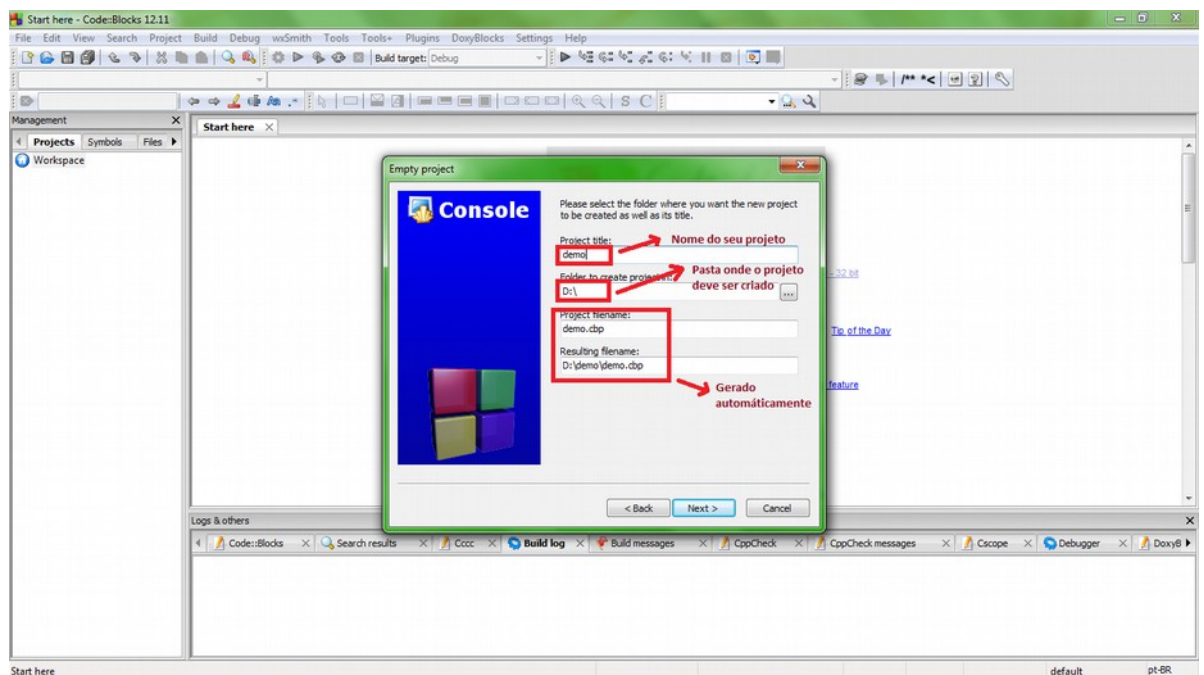 Start here - Code::Blocks 12.11
File Edit View Search Project Build Debug wxSmith Tools Tools+ Plugins DoxyBlocks Settings Help
Build target: Debug
/** *<
S C
Management
Projects Symbols Files
Workspace
Start here
Empty project
Console
Please select the folder where you want the new project
to be created as well as its title.
Project title:
demo
Nome do seu projeto
Folder to create project in:
D:\
Pasta onde o projeto
deve ser criado
...
Project filename:
demo.cbp
Resulting filename:
D:\demo\demo.cbp
Gerado
automáticamente
- 32 bit
Tip of the Day
feature
< Back Next > Cancel
Logs & others
Code::Blocks Search results Cccc Build log Build messages CppCheck CppCheck messages Cscope Debugger DoxyB
Start here default pt-BR